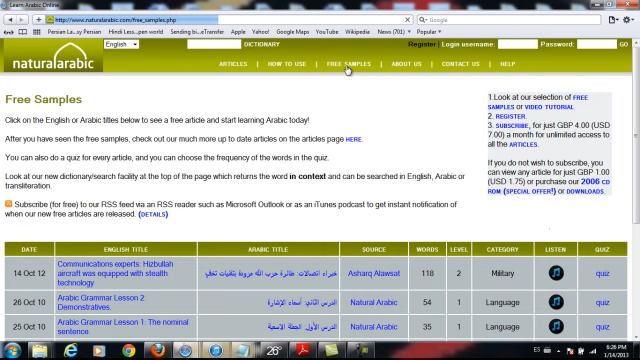 Learn Arabic Online
http://www.naturalarabic.com/free_samples.php
Google
Persian La...ysian
Hindi Less...pen world
Sending bi...eTransfer
Apple
Yahoo!
Google Maps
YouTube
Wikipedia
News (701)
Popular
English
DICTIONARY
Register | Login username:
Password:
GO
naturalarabic
ARTICLES | HOW TO USE | FREE SAMPLES | ABOUT US | CONTACT US | HELP
Free Samples
Click on the English or Arabic titles below to see a free article and start learning Arabic today!
After you have seen the free samples, check out our much more up to date articles on the articles page HERE.
You can also do a quiz for every article, and you can choose the frequency of the words in the quiz.
Look at our new dictionary/search facility at the top of the page which returns the word in context and can be searched in English, Arabic or
transliteration.
Subscribe (for free) to our RSS feed via an RSS reader such as Microsoft Outlook or as an iTunes podcast to get instant notification of
when our new free articles are released. (DETAILS)
1.Look at our selection of FREE
SAMPLES or VIDEO TUTORIAL
2. REGISTER.
3. SUBSCRIBE, for just GBP 4.00 (USD
7.00) a month for unlimited access to
all the ARTICLES.
If you do not wish to subscribe, you
can view any article for just GBP 1.00
(USD 1.75) or purchase our 2006 CD
ROM (SPECIAL OFFER!) or DOWNLOADS.
DATE ENGLISH TITLE ARABIC TITLE SOURCE WORDS LEVEL CATEGORY LISTEN QUIZ
14 Oct 12 Communications experts: Hizbullah
aircraft was equipped with stealth
technology
خبراء اتصالات: طائرة حزب الله مزودة بتقنيات تخفي
Asharq Alawsat 118 2 Military quiz
26 Oct 10 Arabic Grammar Lesson 2:
Demonstratives.
الدرس الثاني: أسماء الإشارة
Natural Arabic 54 1 Language quiz
25 Oct 10 Arabic Grammar Lesson 1: The nominal
sentence.
الدرس الأول: الجملة الاسمية
Natural Arabic 35 1 Language quiz
26°
ES
6:26 PM
1/14/2013